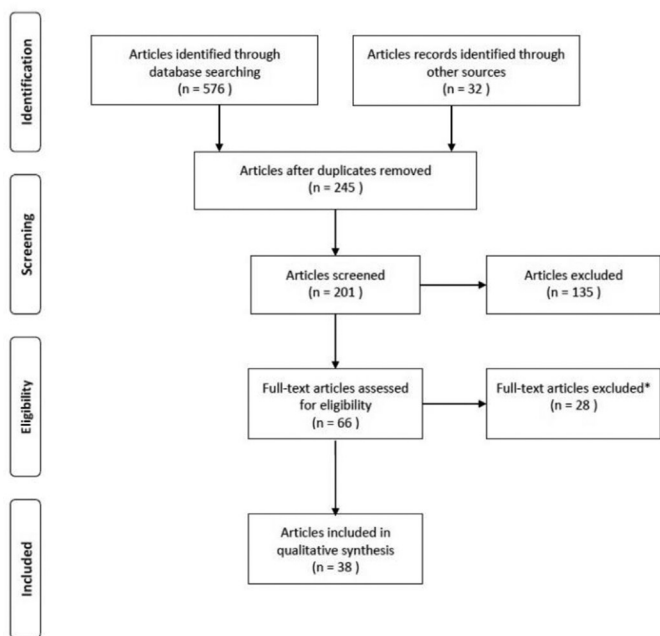 Identification
Articles identified through
database searching
(n = 576 )
Articles records identified through
other sources
(n = 32 )
Articles after duplicates removed
(n = 245 )
Screening
Articles screened
(n = 201 )
Articles excluded
(n = 135 )
Eligibility
Full-text articles assessed
for eligibility
(n = 66 )
Full-text articles excluded*
(n = 28 )
Included
Articles included in
qualitative synthesis
(n = 38 )